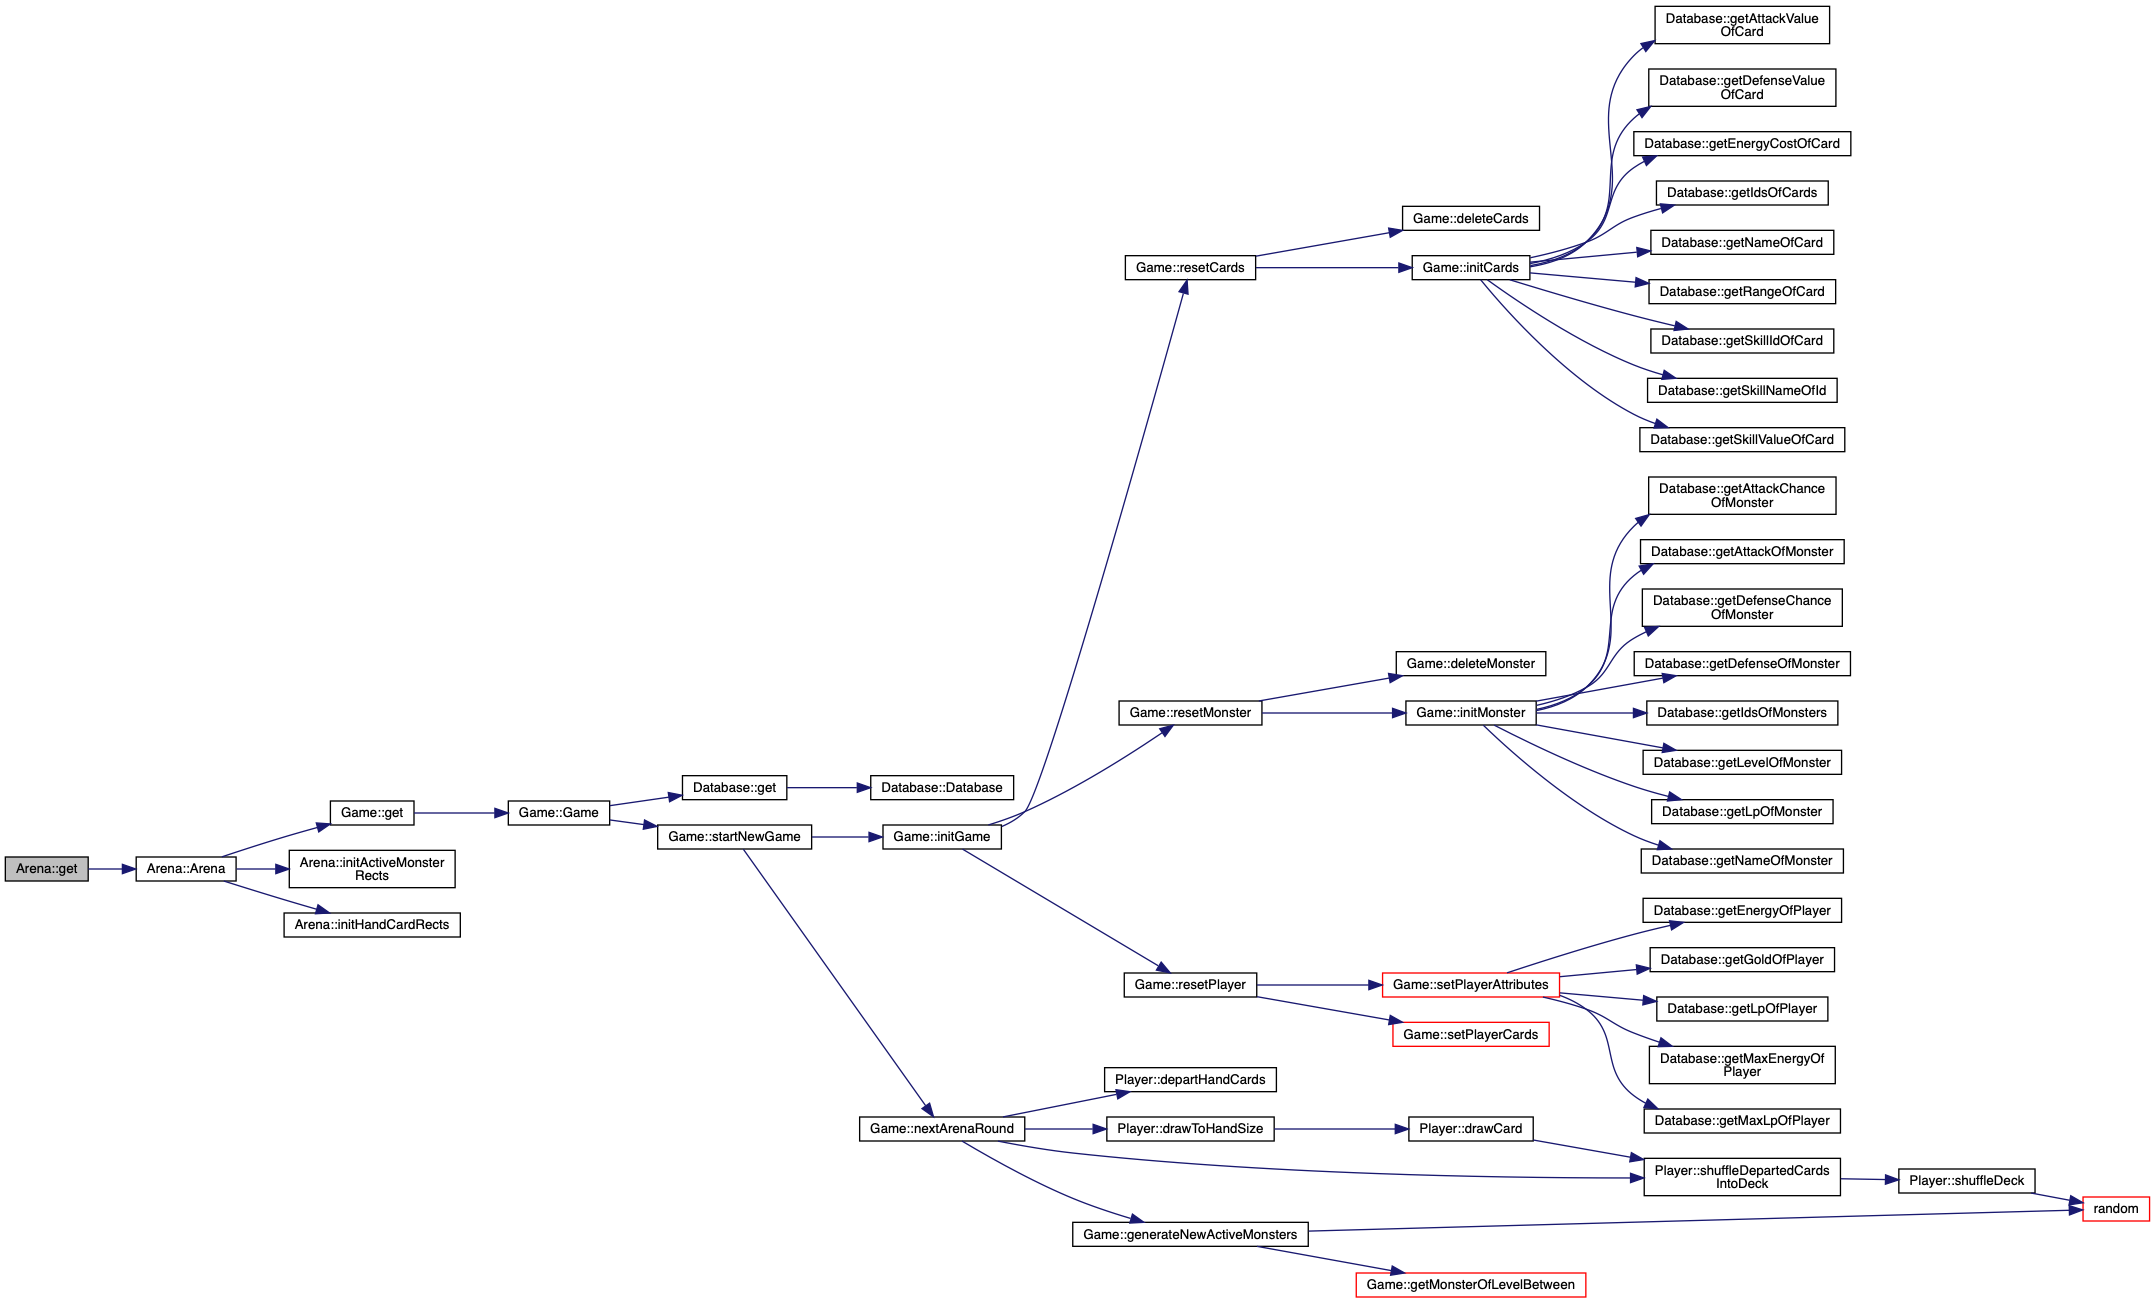 Database::getAttackValue
OfCard
Database::getDefenseValue
OfCard
Database::getEnergyCostOfCard
Database::getIdsOfCards
Game::deleteCards
Database::getNameOfCard
Game::resetCards
Game::initCards
Database::getRangeOfCard
Database::getSkillIdOfCard
Database::getSkillNameOfId
Database::getSkillValueOfCard
Database::getAttackChance
OfMonster
Database::getAttackOfMonster
Database::getDefenseChance
OfMonster
Game::deleteMonster
Database::getDefenseOfMonster
Game::resetMonster
Game::initMonster
Database::getIdsOfMonsters
Database::getLevelOfMonster
Database::get
Database::Database
Game::get
Game::Game
Database::getLpOfMonster
Game::startNewGame
Game::initGame
Database::getNameOfMonster
Arena::get
Arena::Arena
Arena::initActiveMonster
Rects
Arena::initHandCardRects
Database::getEnergyOfPlayer
Database::getGoldOfPlayer
Game::resetPlayer
Game::setPlayerAttributes
Database::getLpOfPlayer
Game::setPlayerCards
Database::getMaxEnergyOf
Player
Player::departHandCards
Database::getMaxLpOfPlayer
Game::nextArenaRound
Player::drawToHandSize
Player::drawCard
Player::shuffleDepartedCards
IntoDeck
Player::shuffleDeck
random
Game::generateNewActiveMonsters
Game::getMonsterOfLevelBetween